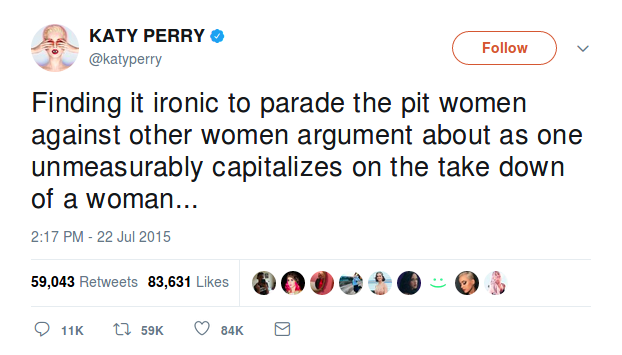 KATY PERRY
@katyperry
Follow
Finding it ironic to parade the pit women
against other women argument about as one
unmeasurably capitalizes on the take down
of a woman...
2:17 PM - 22 Jul 2015
59,043 Retweets 83,631 Likes
11K 59K 84K